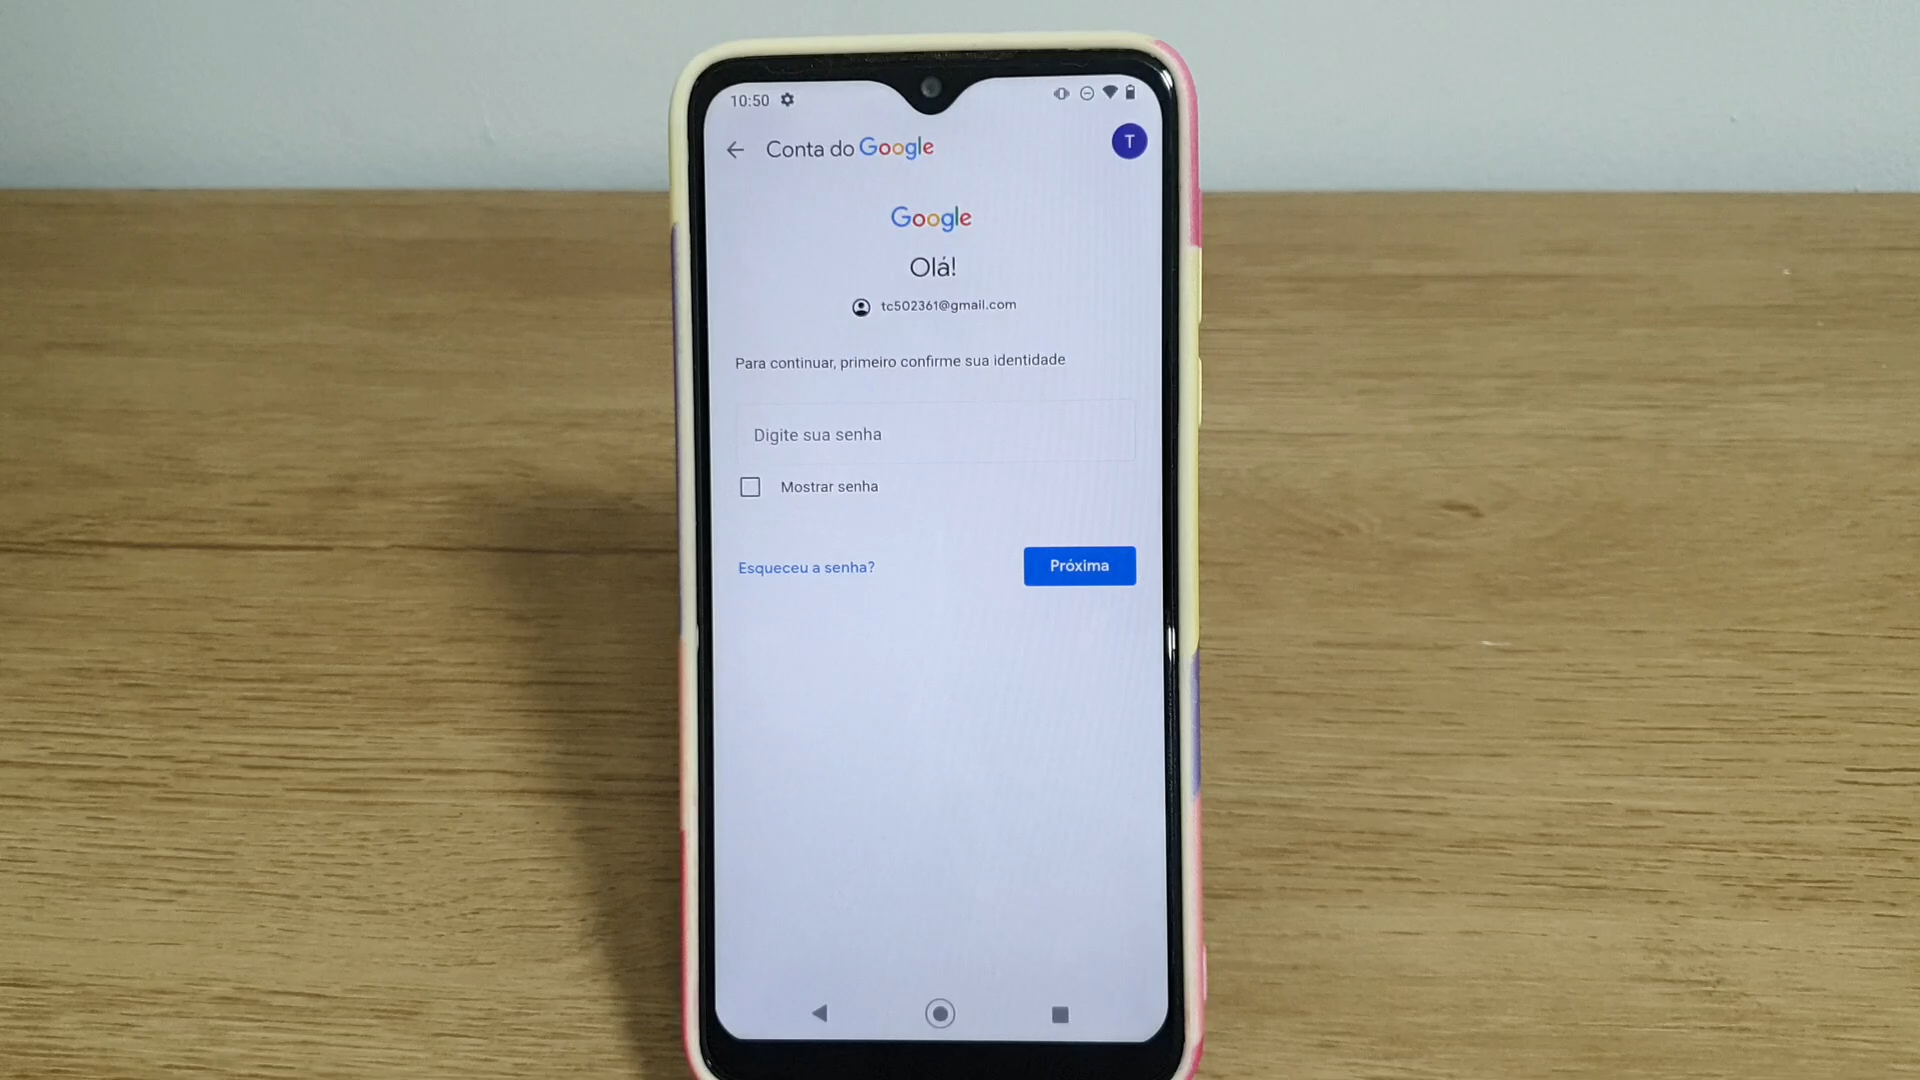 10:50
Conta do Google
T
Google
Olá!
tc502361@gmail.com
Para continuar, primeiro confirme sua identidade
Digite sua senha
Mostrar senha
Esqueceu a senha?
Próxima